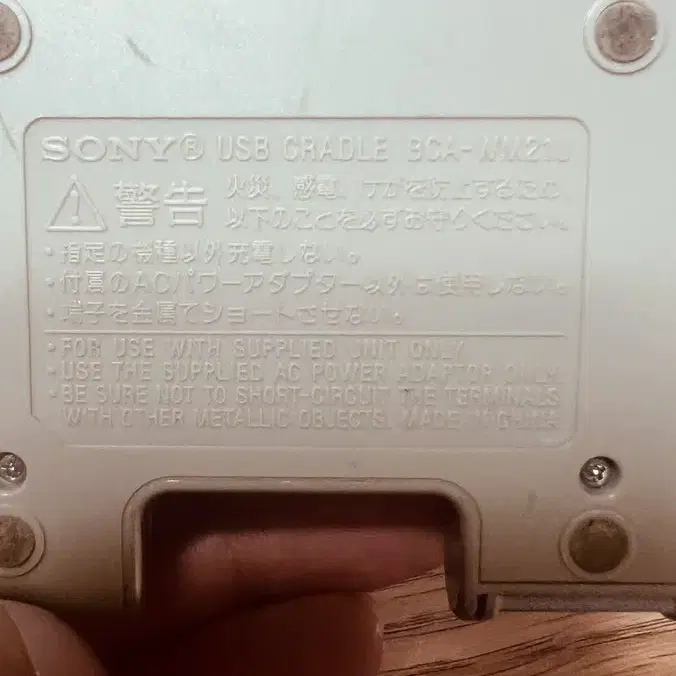 SONY® USB CRADLE BCA-
⚠警告 火災、感電、けがを防止するために
以下のことを必ずお守りください。
・指定の機種以外充電しない。
・付属のACパワーアダプター以外は使用しない。
・端子を金属でショートさせない。
・FOR USE WITH SUPPLIED UNIT ONLY.
・USE THE SUPPLIED AC POWER ADAPTOR ONLY.
・BE SURE NOT TO SHORT-CIRCUIT THE TERMINALS
WITH OTHER METALLIC OBJECTS. MADE IN CHINA